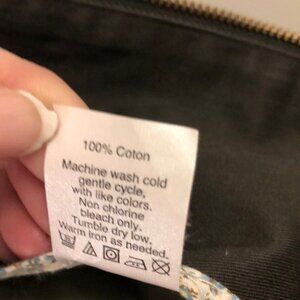 100% Coton
Machine wash cold
gentle cycle,
with like colors.
Non chlorine
bleach only.
Tumble dry low.
Warm iron as needed.